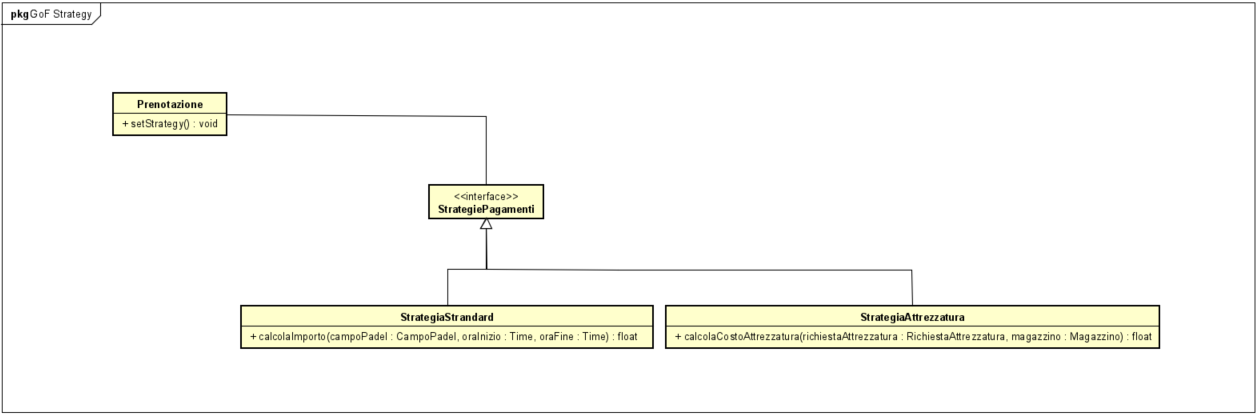 pkg GoF Strategy
Prenotazione
+ setStrategy() : void
<<interface>>
StrategiePagamenti
StrategiaStrandard
+ calcolaImporto(campoPadel : CampoPadel, oraInizio : Time, oraFine : Time) : float
StrategiaAttrezzatura
+ calcolaCostoAttrezzatura(richiestaAttrezzatura : RichiestaAttrezzatura, magazzino : Magazzino) : float